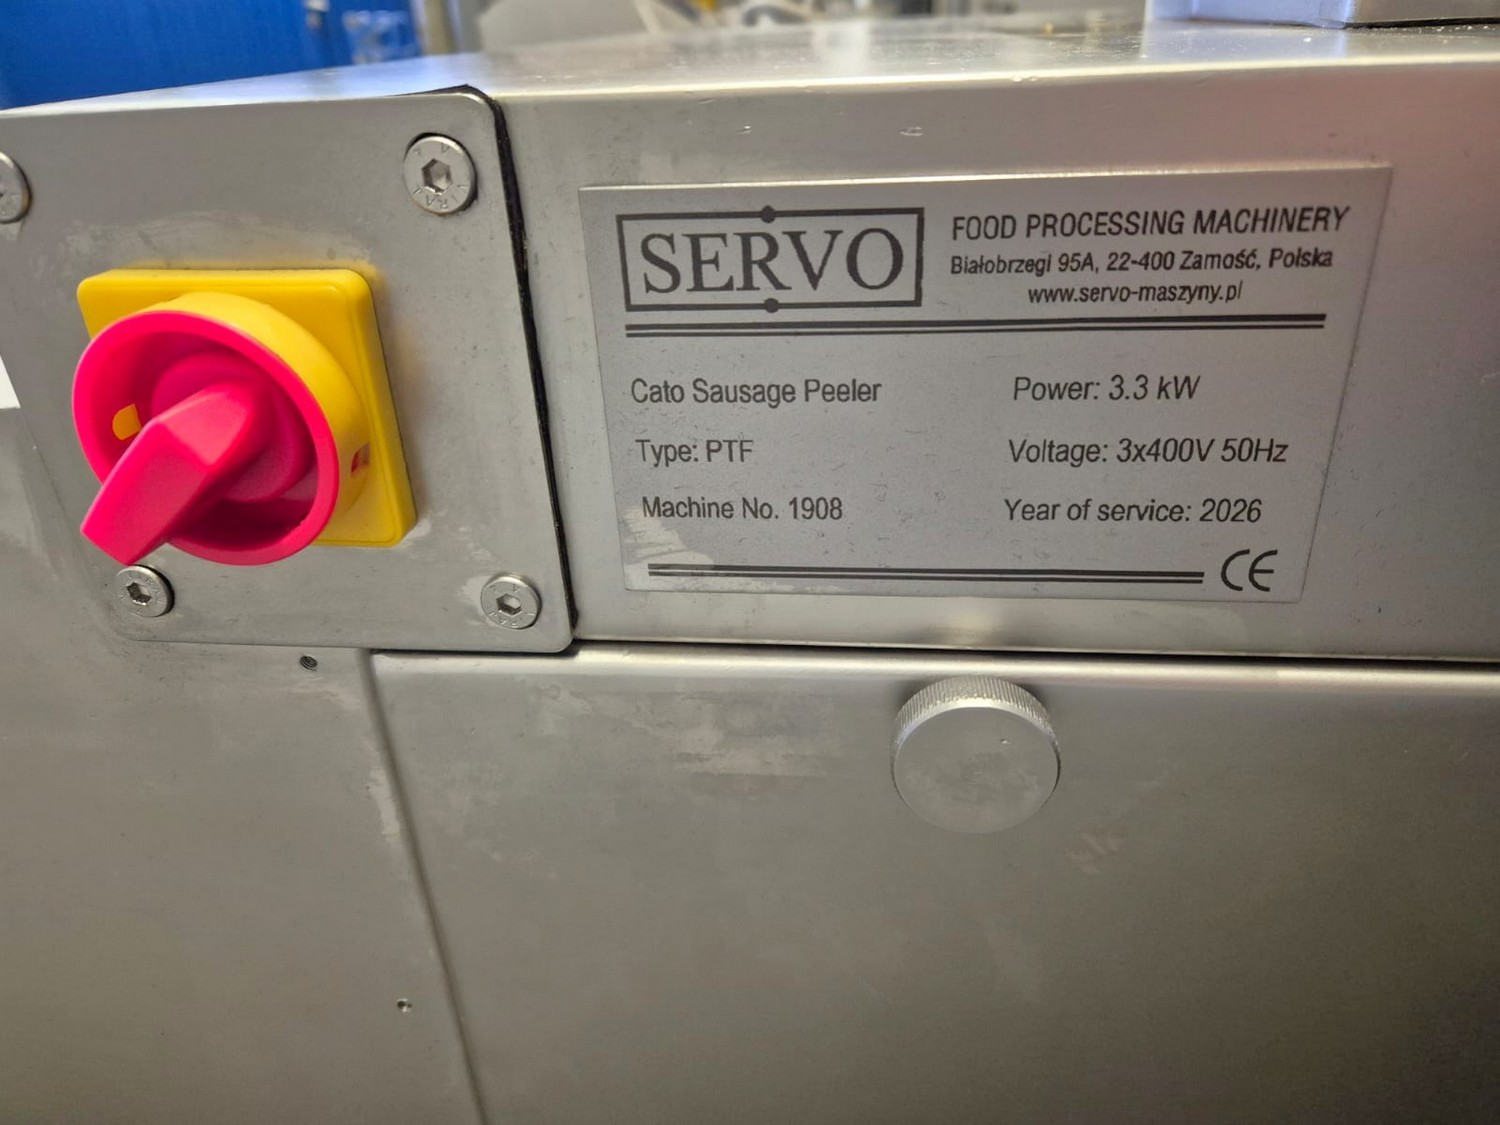 SERVO
FOOD PROCESSING MACHINERY
Białobrzegi 95A, 22-400 Zamość, Polska
www.servo-maszyny.pl
Cato Sausage Peeler
Power: 3.3 kW
Type: PTF
Voltage: 3x400V 50Hz
Machine No. 1908
Year of service: 2026
CE